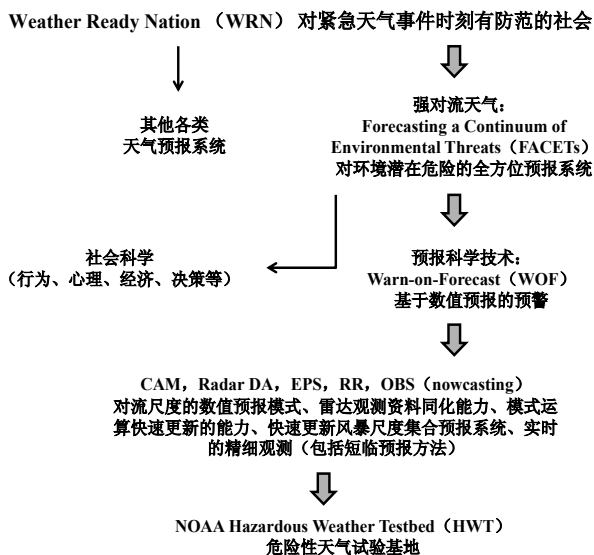 Weather Ready Nation （WRN） 对紧急天气事件时刻有防范的社会
其他各类
天气预报系统
强对流天气：
Forecasting a Continuum of
Environmental Threats（FACETs）
对环境潜在危险的全方位预报系统
社会科学
（行为、心理、经济、决策等）
预报科学技术：
Warn-on-Forecast（WOF）
基于数值预报的预警
CAM，Radar DA，EPS，RR，OBS（nowcasting）
对流尺度的数值预报模式、雷达观测资料同化能力、模式运
算快速更新的能力、快速更新风暴尺度集合预报系统、实时
的精细观测（包括短临预报方法）
NOAA Hazardous Weather Testbed（HWT）
危险性天气试验基地